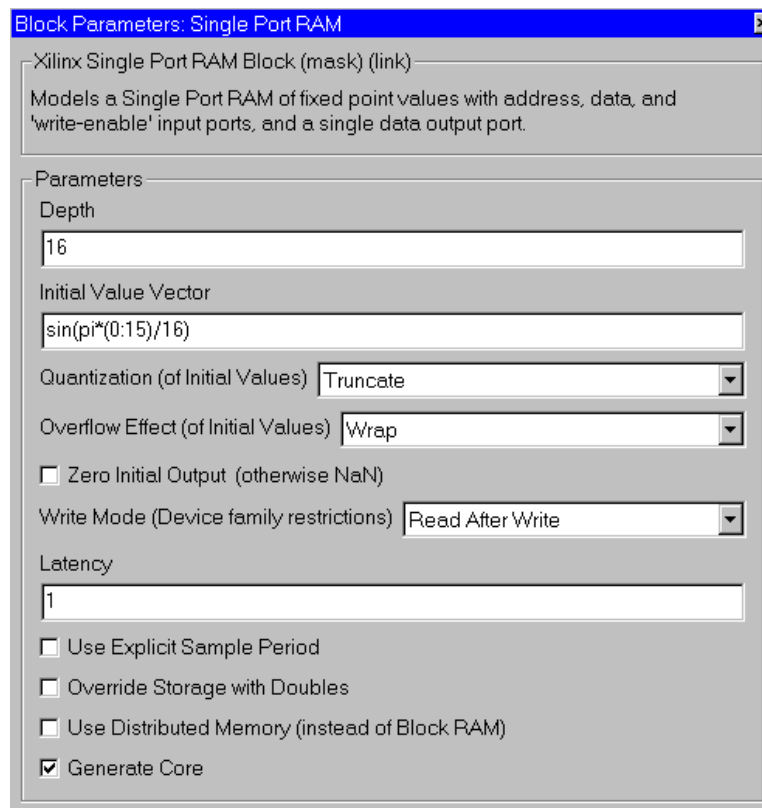 Block Parameters: Single Port RAM
Xilinx Single Port RAM Block (mask) (link)
Models a Single Port RAM of fixed point values with address, data, and
'write-enable' input ports, and a single data output port.
Parameters
Depth
16
Initial Value Vector
sin(pi*(0:15)/16)
Quantization (of Initial Values) Truncate
Overflow Effect (of Initial Values) Wrap
Zero Initial Output (otherwise NaN)
Write Mode (Device family restrictions) Read After Write
Latency
1
Use Explicit Sample Period
Override Storage with Doubles
Use Distributed Memory (instead of Block RAM)
Generate Core